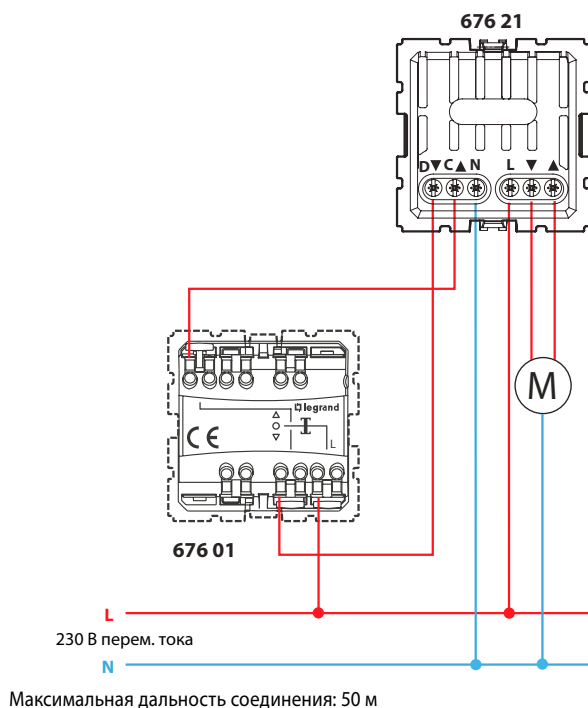 676 21
D▼C▲N L ▼ ▲
M
legrand
CE
L
676 01
L
230 В перем. тока
N
Максимальная дальность соединения: 50 м